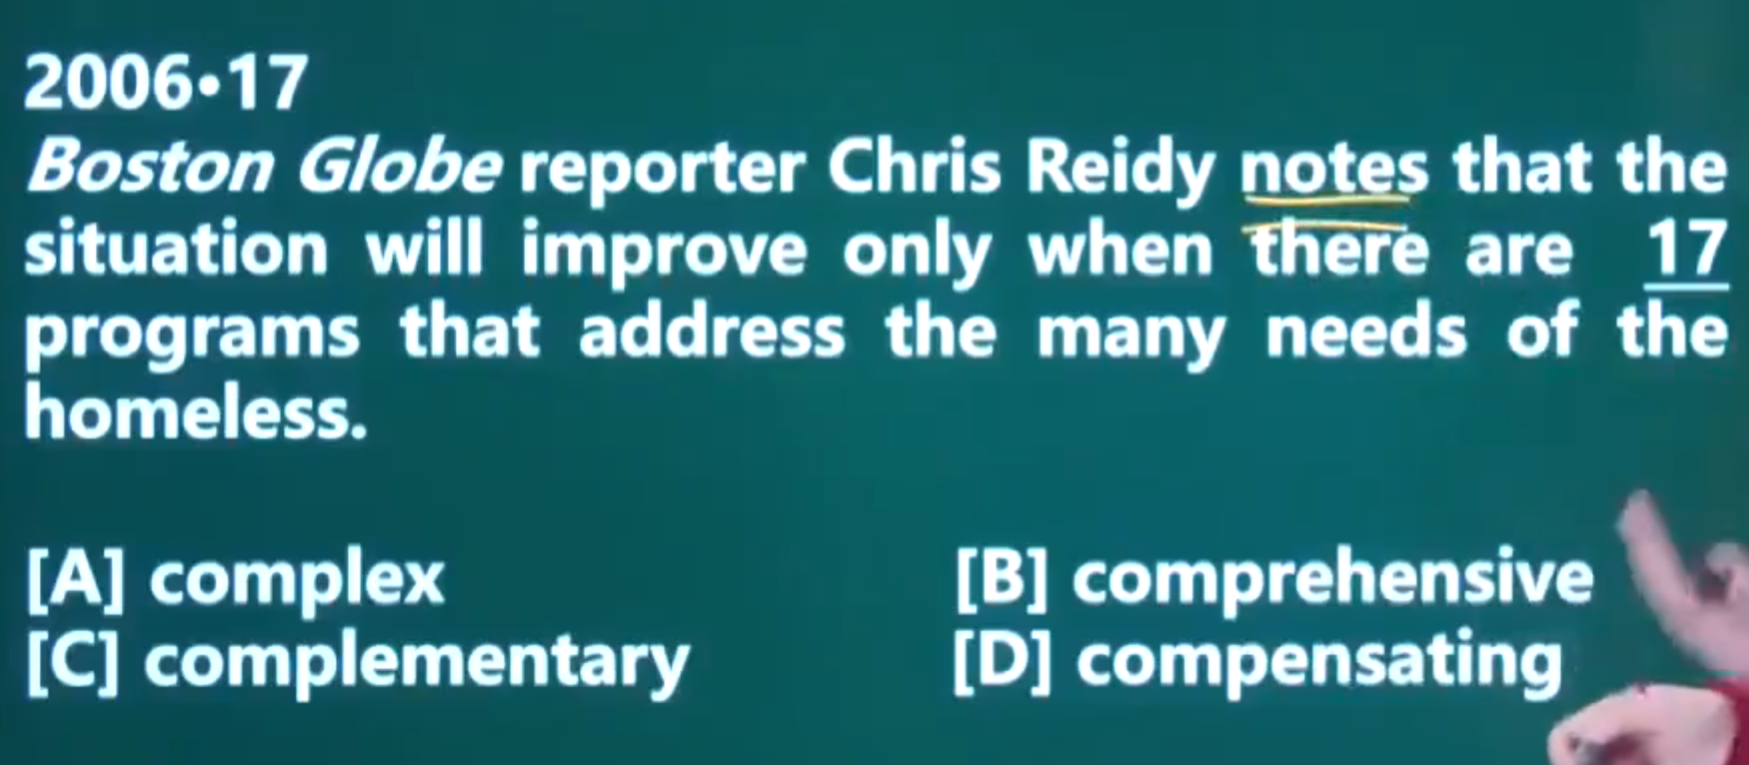 2006•17
Boston Globe reporter Chris Reidy notes that the
situation will improve only when there are 17
programs that address the many needs of the
homeless.
[A] complex [B] comprehensive
[C] complementary [D] compensating